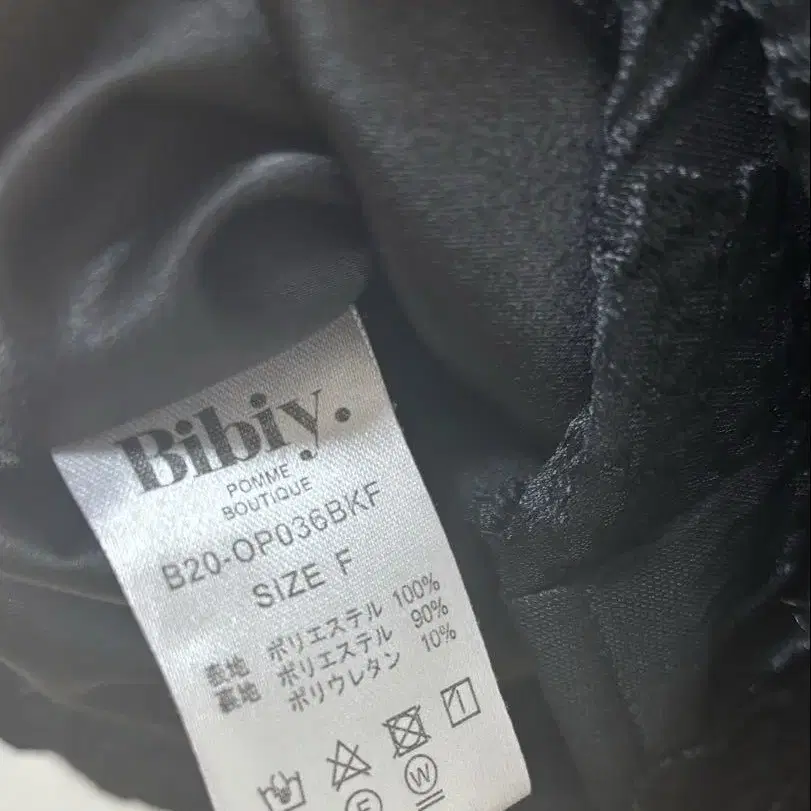 Bibiy.
POMME
BOUTIQUE
B20-OP036BKF
SIZE F
表地 ポリエステル 100%
裏地 ポリエステル 90%
ポリウレタン 10%
F
W